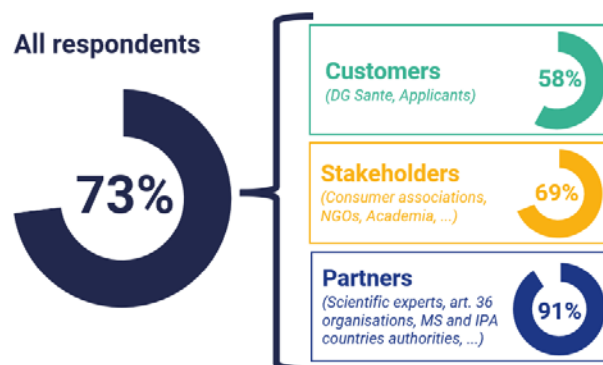 All respondents
73%
Customers
(DG Sante, Applicants)
58%
Stakeholders
(Consumer associations,
NGOs, Academia, ...)
69%
Partners
(Scientific experts, art. 36
organisations, MS and IPA
countries authorities, ...)
91%